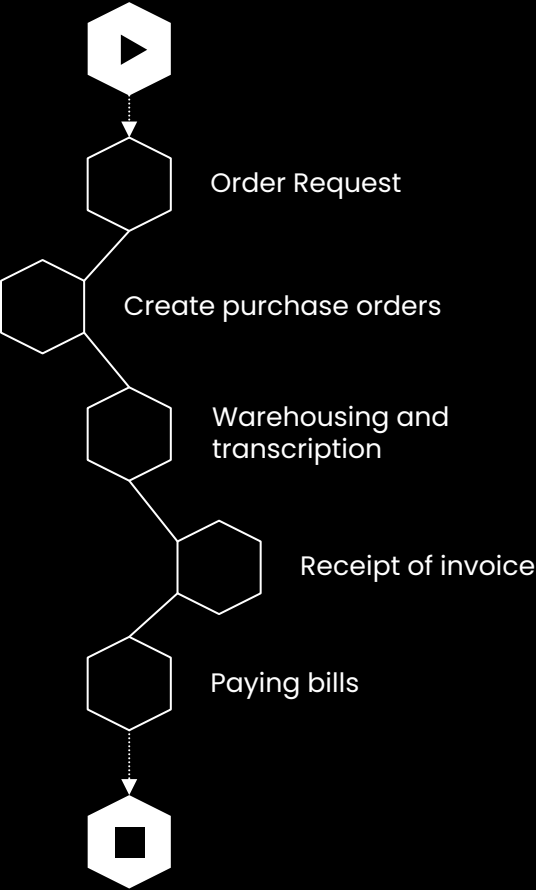 Order Request
Create purchase orders
Warehousing and
transcription
Receipt of invoice
Paying bills